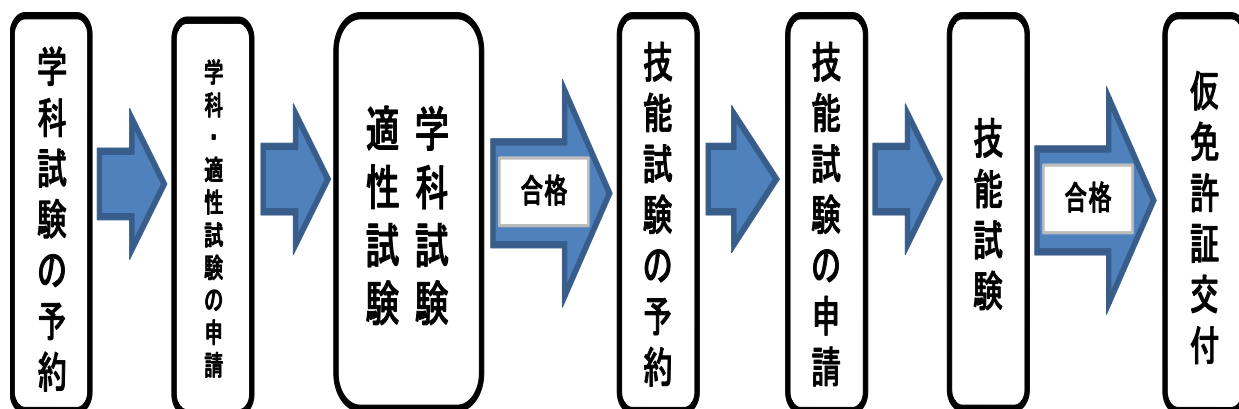 学科試験の予約
学科・適性試験の申請
学科試験
適性試験
合格
技能試験の予約
技能試験の申請
技能試験
合格
仮免許証交付